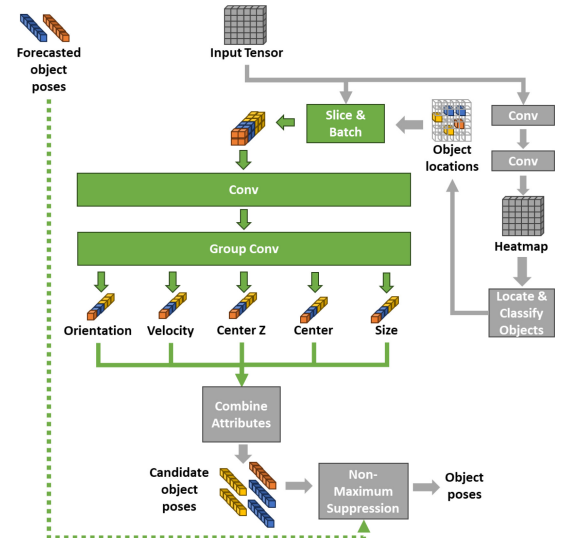 Forecasted
object
poses
Input Tensor
Slice &
Batch
Object
locations
Conv
Conv
Heatmap
Locate &
Classify
Objects
Conv
Group Conv
Orientation
Velocity
Center Z
Center
Size
Combine
Attributes
Candidate
object
poses
Non-
Maximum
Suppression
Object
poses